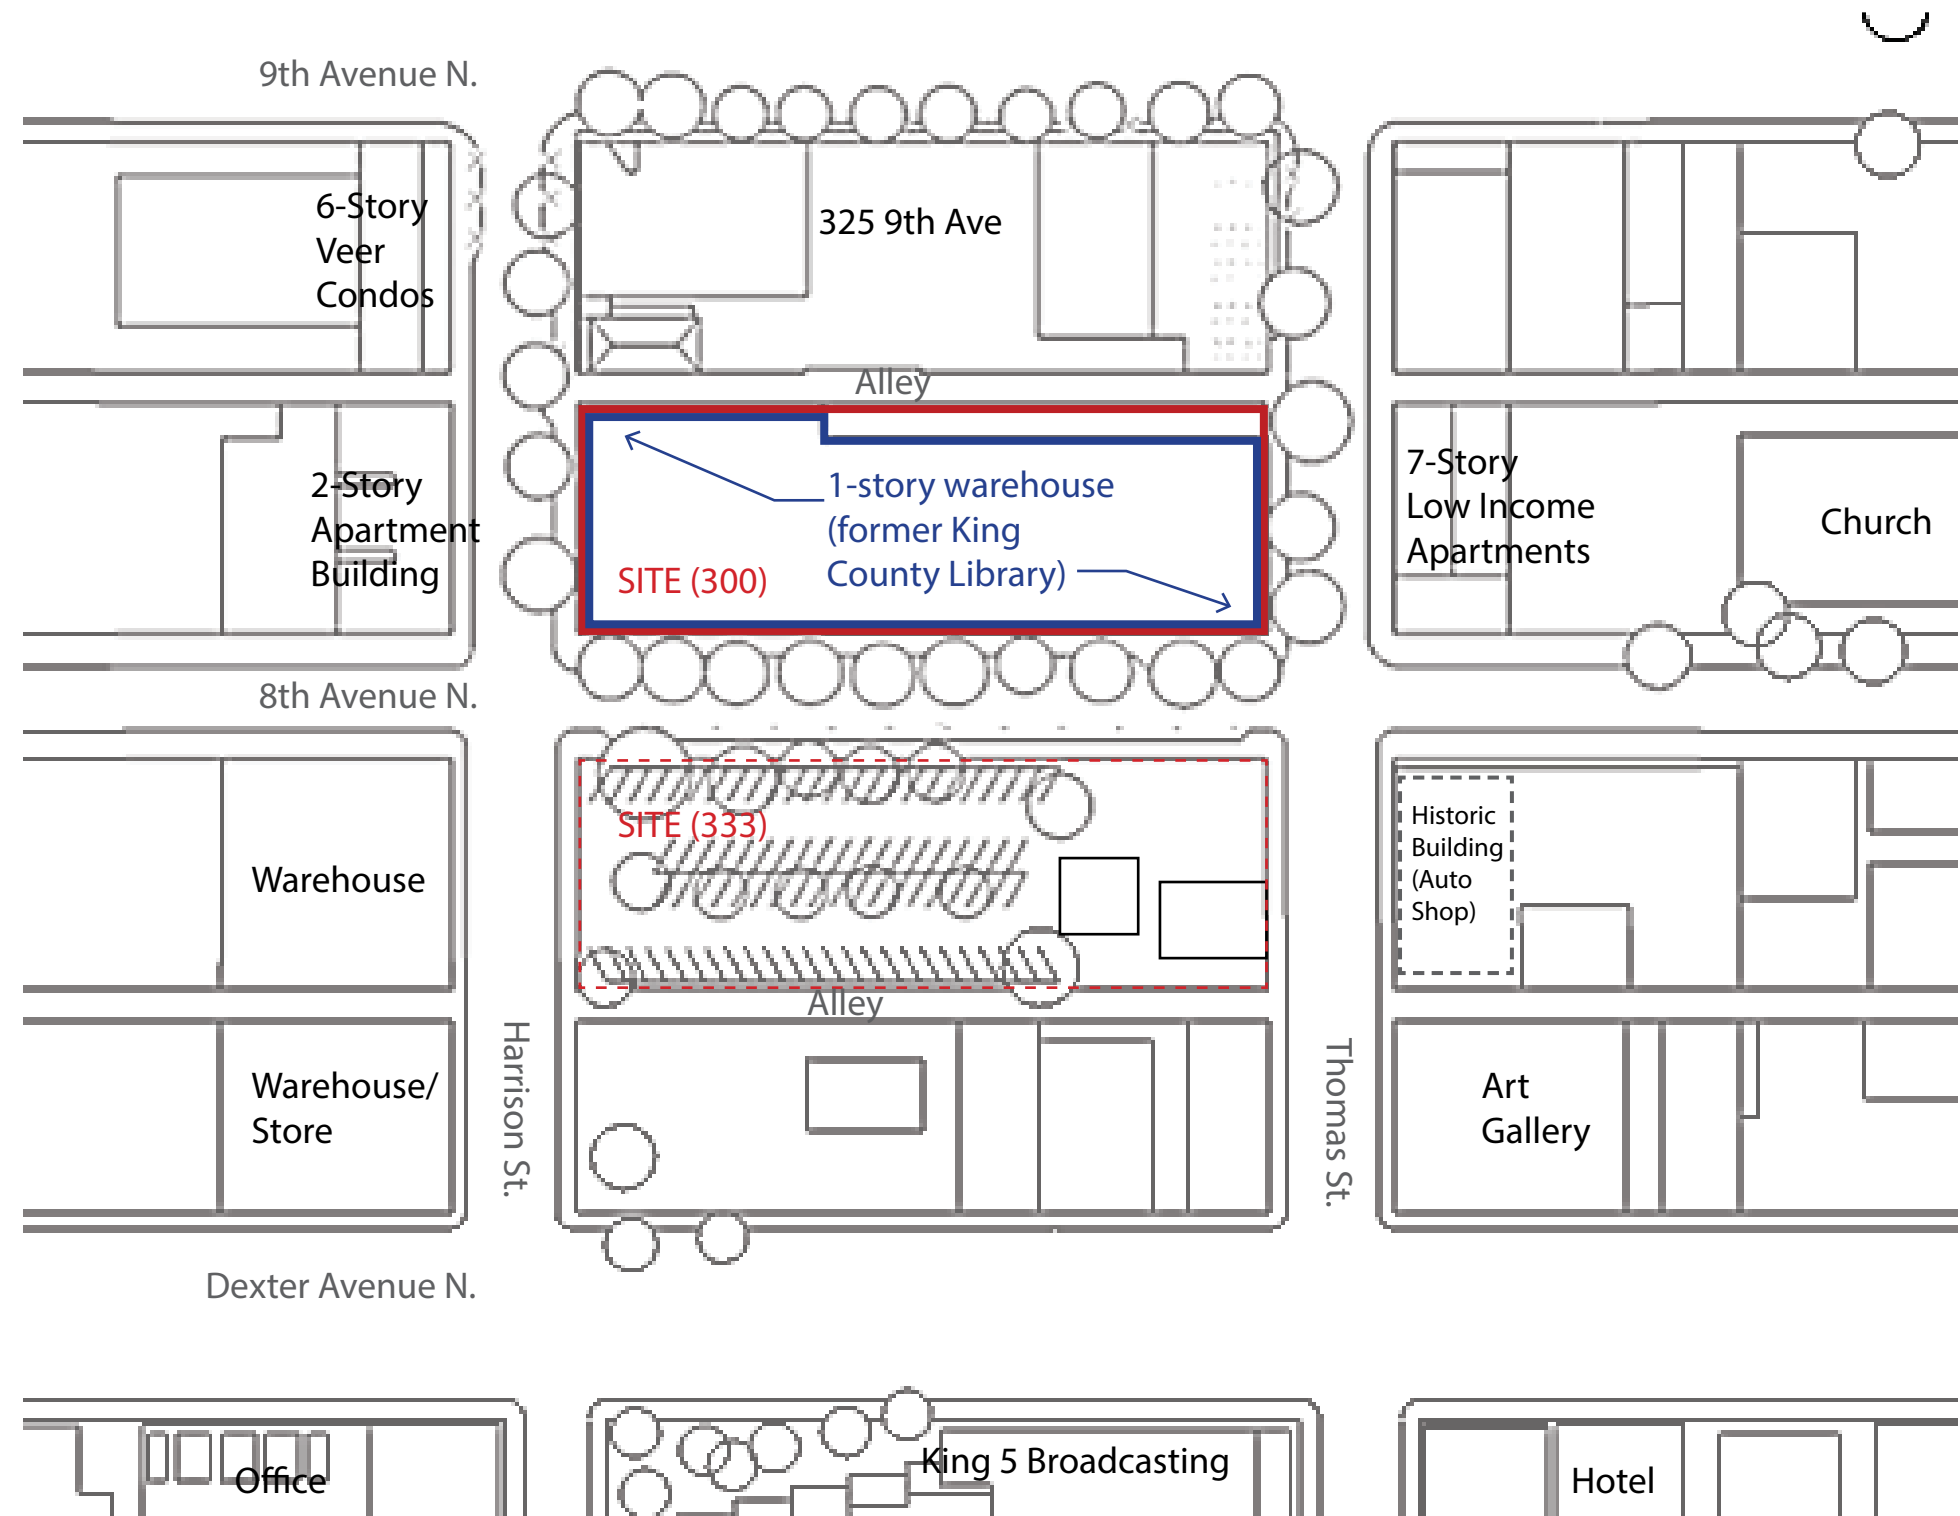 9th Avenue N.
6-Story
Veer
Condos
325 9th Ave
Alley
2-Story
Apartment
Building
1-story warehouse
(former King
County Library)
SITE (300)
7-Story
Low Income
Apartments
Church
8th Avenue N.
SITE (333)
Historic
Building
(Auto
Shop)
Warehouse
Alley
Warehouse/
Store
Harrison St.
Thomas St.
Art
Gallery
Dexter Avenue N.
Office
King 5 Broadcasting
Hotel